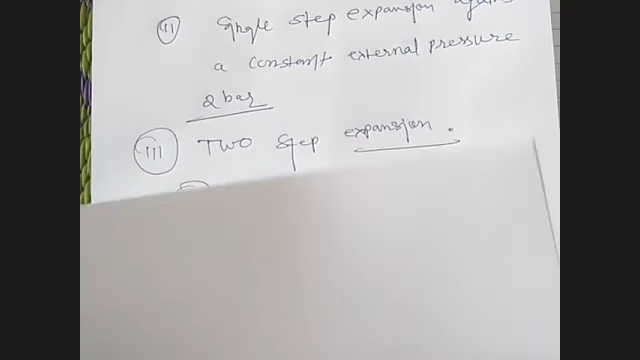 (ii) Single step expansion
a constant external pressure
2 bar
(iii) TWO step expansion.